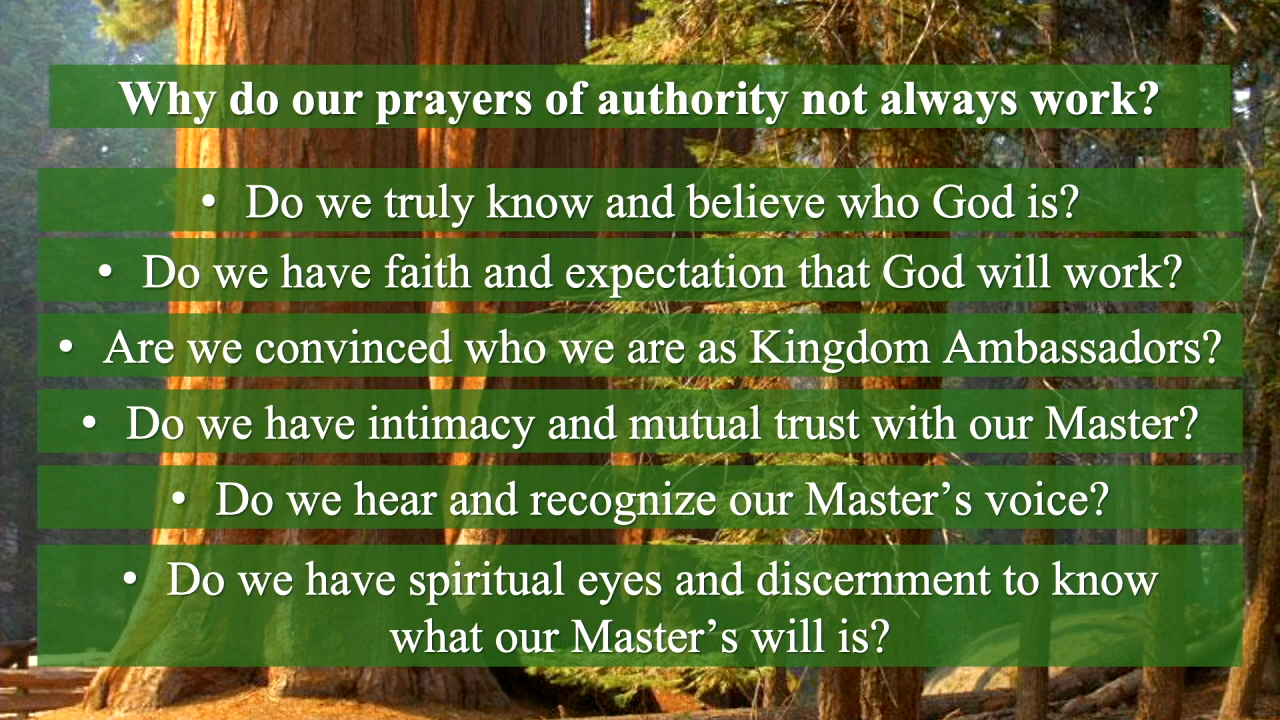 Why do our prayers of authority not always work?
• Do we truly know and believe who God is?
• Do we have faith and expectation that God will work?
• Are we convinced who we are as Kingdom Ambassadors?
• Do we have intimacy and mutual trust with our Master?
• Do we hear and recognize our Master’s voice?
• Do we have spiritual eyes and discernment to know
what our Master’s will is?